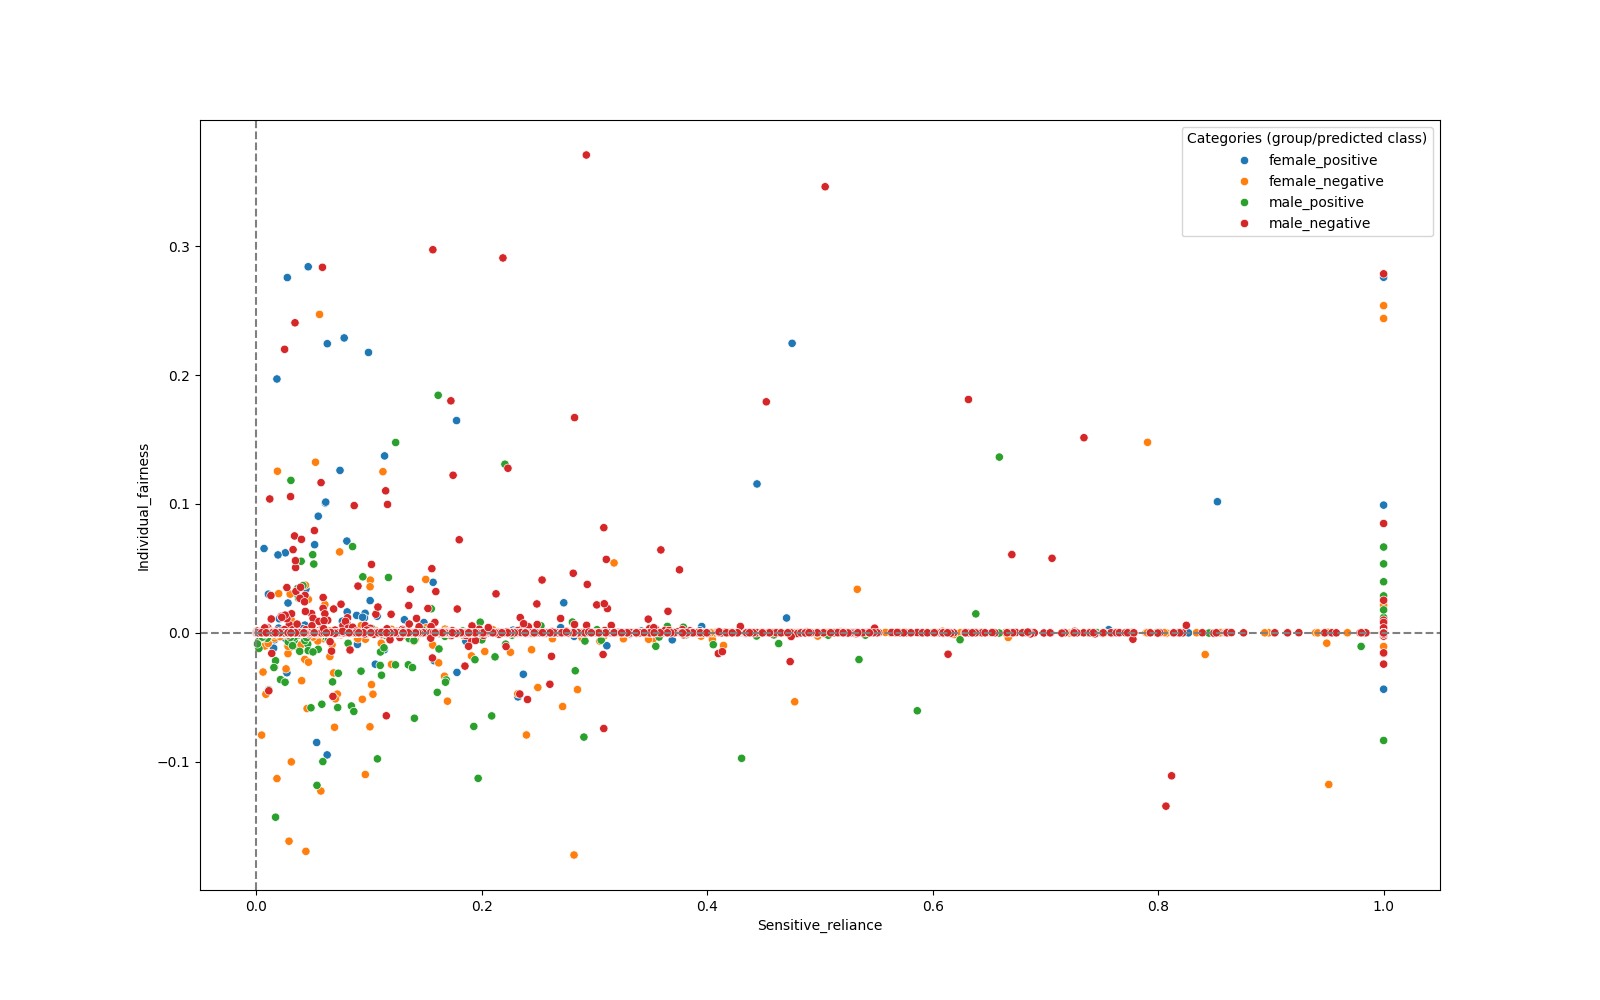 Categories (group/predicted class)
female_positive
female_negative
male_positive
male_negative
0.3
0.2
0.1
0.0
−0.1
Individual_fairness
0.0
0.2
0.4
0.6
0.8
1.0
Sensitive_reliance